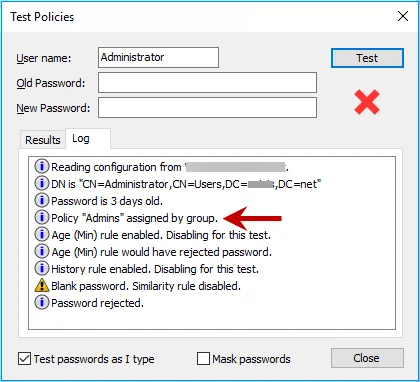 Test Policies
User name:
Administrator
Test
Old Password:
New Password:
Results
Log
Reading configuration from '
DN is "CN=Administrator,CN=Users,DC= ,DC=net"
Password is 3 days old.
Policy "Admins" assigned by group.
Age (Min) rule enabled. Disabling for this test.
Age (Min) rule would have rejected password.
History rule enabled. Disabling for this test.
Blank password. Similarity rule disabled.
Password rejected.
Test passwords as I type
Mask passwords
Close